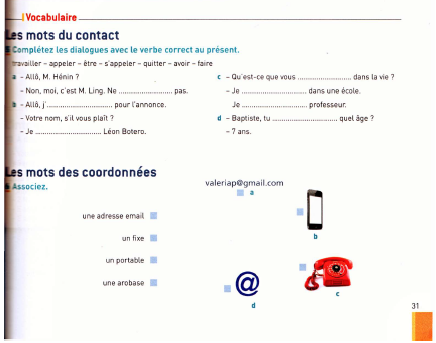 Vocabulaire
Les mots du contact
Complétez les dialogues avec le verbe correct au présent.
travailler – appeler – être – s'appeler – quitter – avoir – faire
a – Allô, M. Hénin ?
– Non, moi, c'est M. Ling. Ne ........................ pas.
b – Allô, j'........................ pour l'annonce.
– Votre nom, s'il vous plaît ?
– Je ........................ Léon Botero.
c – Qu'est-ce que vous ........................ dans la vie ?
– Je ........................ dans une école.
Je ........................ professeur.
d – Baptiste, tu ........................ quel âge ?
– 7 ans.
Les mots des coordonnées
Associez.
une adresse email
un fixe
un portable
une arobase
valeriap@gmail.com
a
b
c
@
d
31